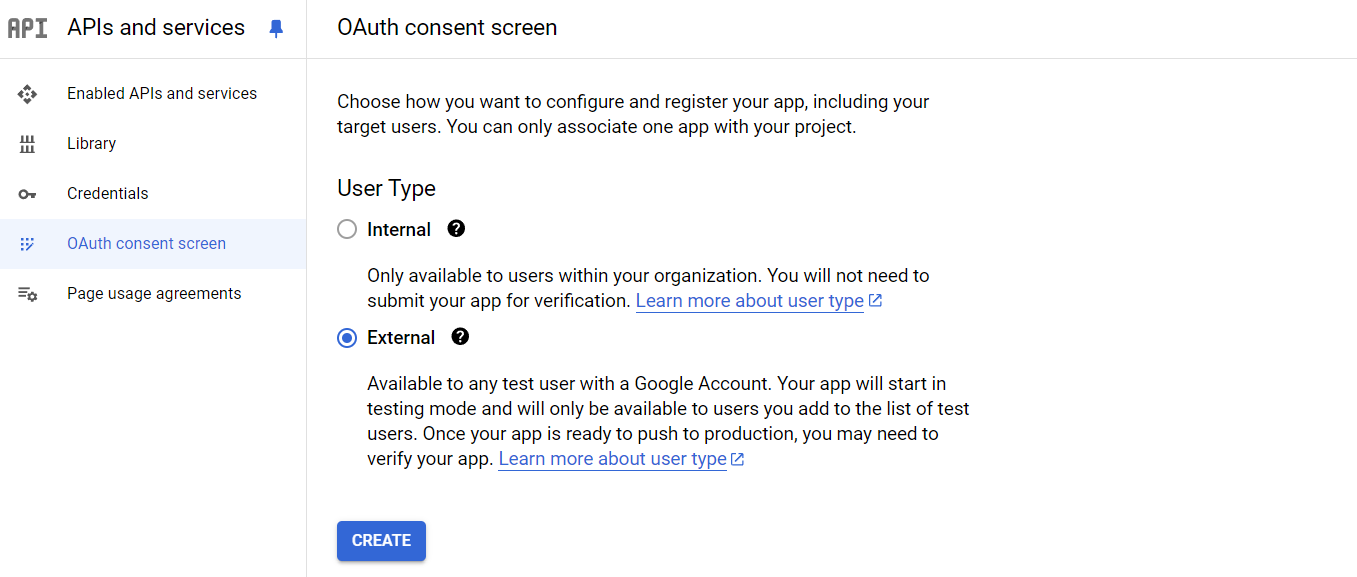 API APIs and services
OAuth consent screen
Enabled APIs and services
Library
Credentials
OAuth consent screen
Page usage agreements
Choose how you want to configure and register your app, including your
target users. You can only associate one app with your project.
User Type
Internal ?
Only available to users within your organization. You will not need to
submit your app for verification. Learn more about user type
External ?
Available to any test user with a Google Account. Your app will start in
testing mode and will only be available to users you add to the list of test
users. Once your app is ready to push to production, you may need to
verify your app. Learn more about user type
CREATE